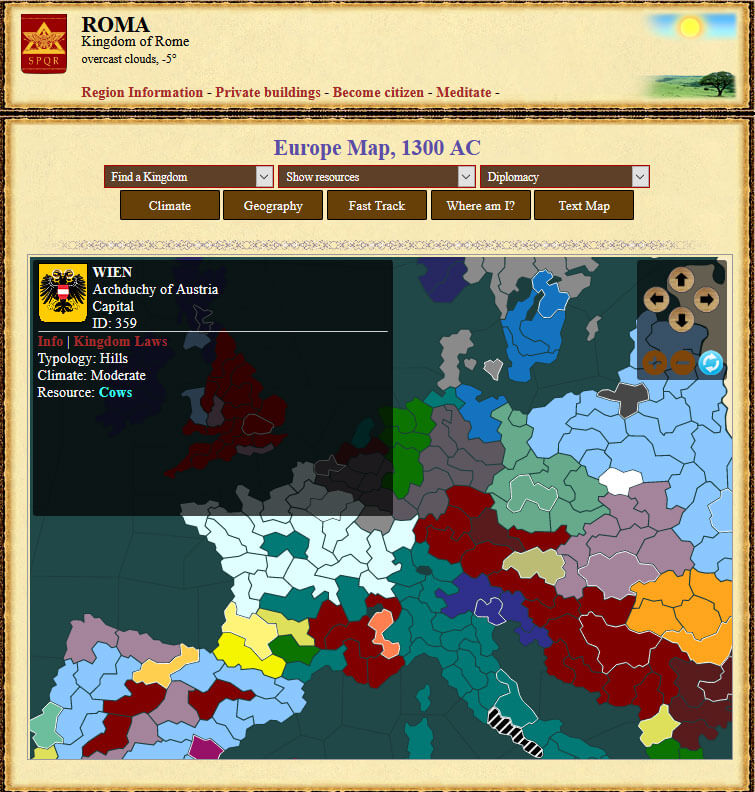 ROMA
Kingdom of Rome
overcast clouds, -5°
SPQR
Region Information - Private buildings - Become citizen - Meditate -
Europe Map, 1300 AC
Find a Kingdom Show resources Diplomacy
Climate Geography Fast Track Where am I? Text Map
WIEN
Archduchy of Austria
Capital
ID: 359
Info | Kingdom Laws
Typology: Hills
Climate: Moderate
Resource: Cows